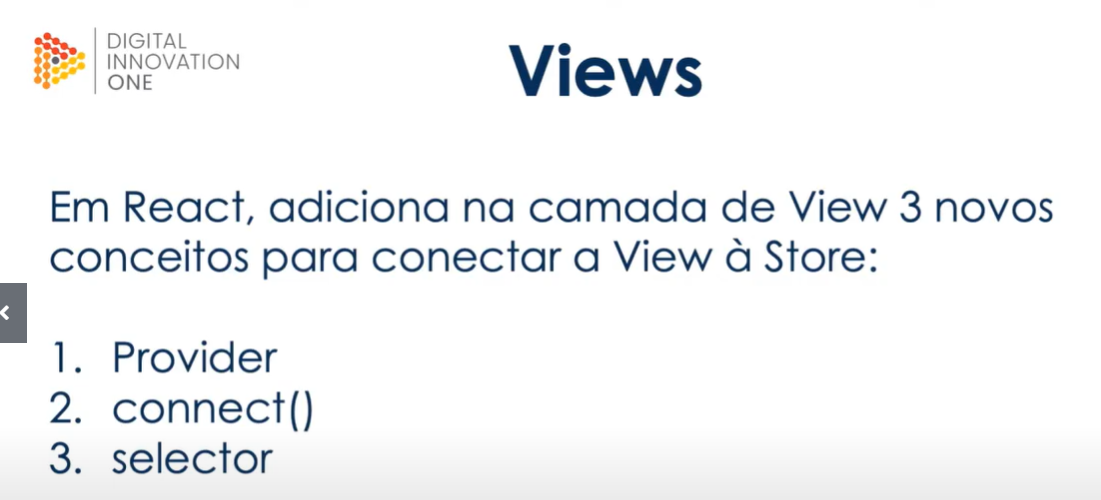 DIGITAL
INNOVATION
ONE
Views
Em React, adiciona na camada de View 3 novos
conceitos para conectar a View à Store:
1. Provider
2. connect()
3. selector